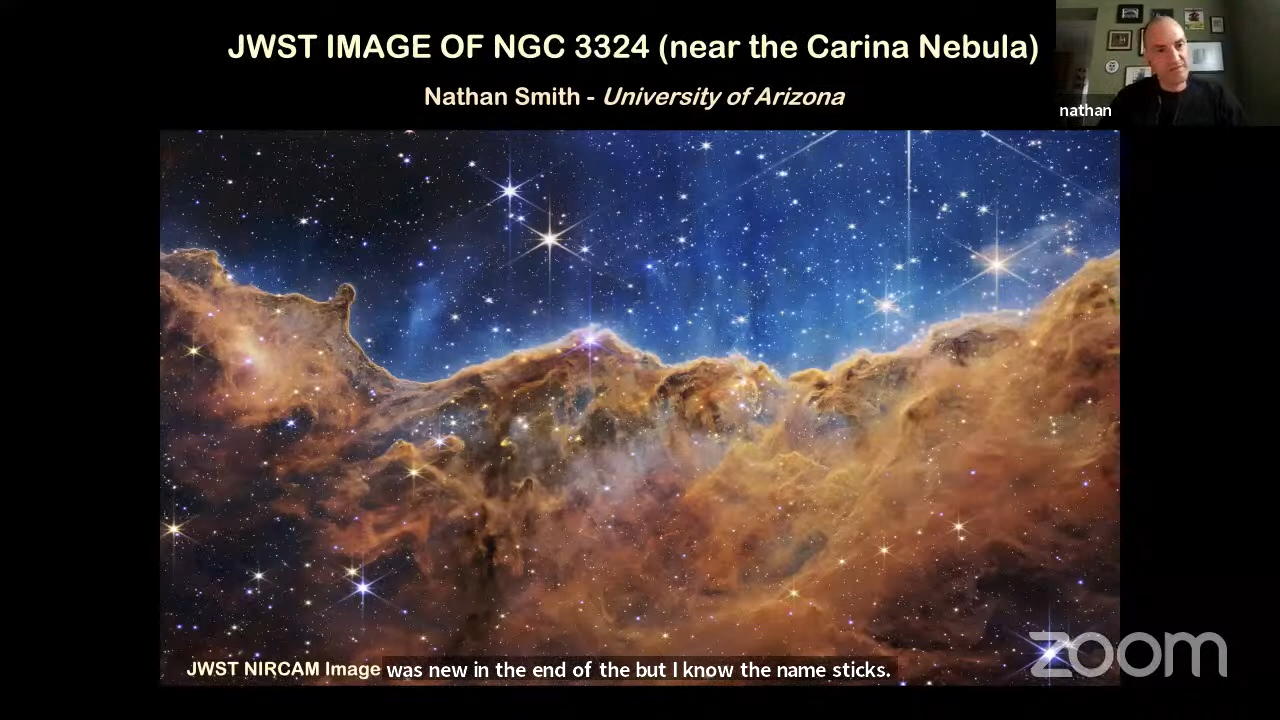 JWST IMAGE OF NGC 3324 (near the Carina Nebula)
Nathan Smith - University of Arizona
nathan
JWST NIRCAM Image
was new in the end of the but I know the name sticks.
zoom